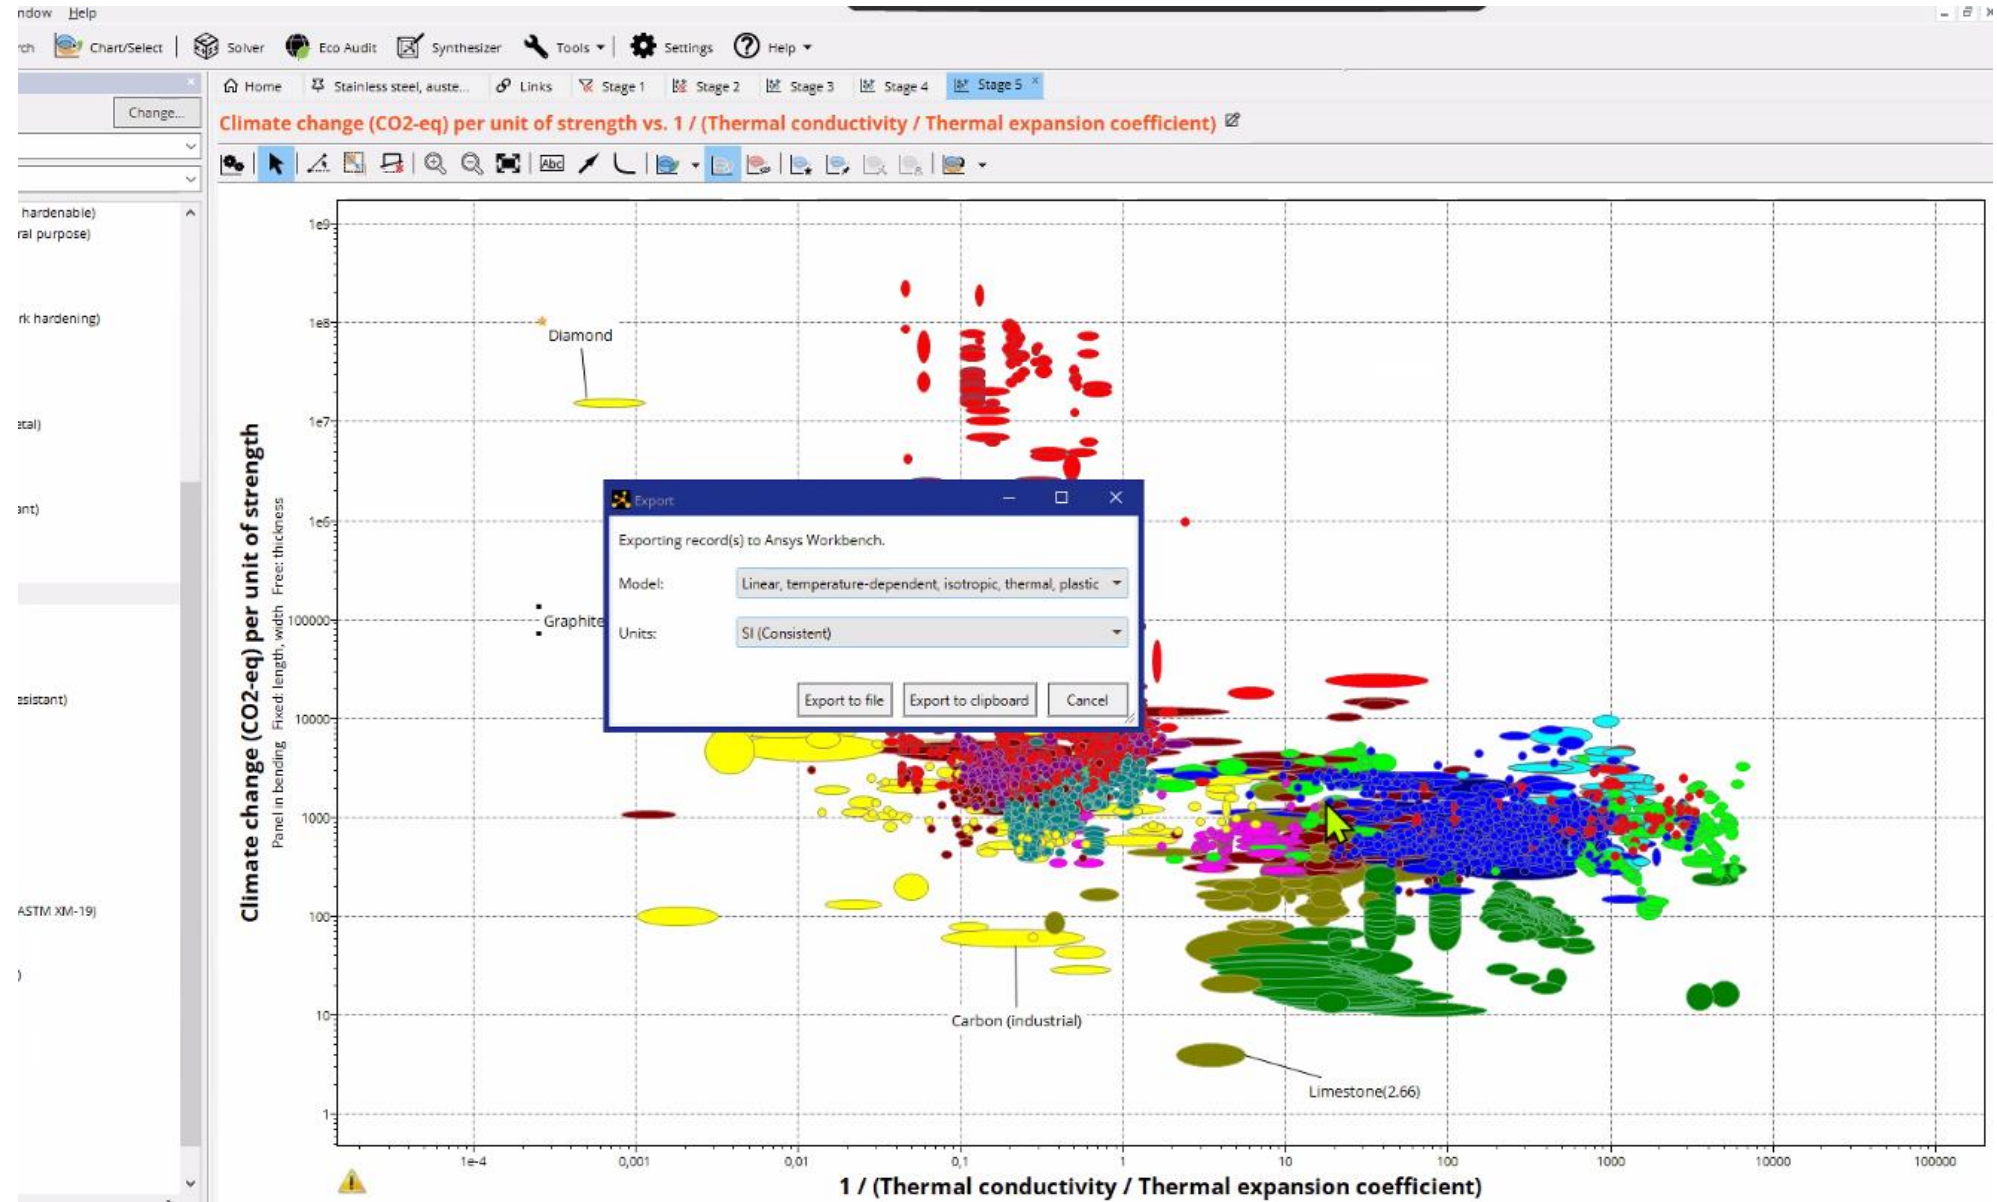 ndow Help
rch Chart/Select Solver Eco Audit Synthesizer Tools Settings Help
Home Stainless steel, auste... Links Stage 1 Stage 2 Stage 3 Stage 4 Stage 5
Change...
Climate change (CO2-eq) per unit of strength vs. 1 / (Thermal conductivity / Thermal expansion coefficient)
Abc
hardenable)
ral purpose)
rk hardening)
etal)
ant)
esistant)
ASTM XM-19)
)
Climate change (CO2-eq) per unit of strength
Panel in bending Fixed: length, width Free: thickness
1e9
1e8
1e7
1e6
100000
10000
1000
100
10
1
Diamond
Graphite
Export
Exporting record(s) to Ansys Workbench.
Model: Linear, temperature-dependent, isotropic, thermal, plastic
Units: SI (Consistent)
Export to file Export to clipboard Cancel
Carbon (industrial)
Limestone(2.66)
1e-4 0,001 0,01 0,1 1 10 100 1000 10000 100000
1 / (Thermal conductivity / Thermal expansion coefficient)